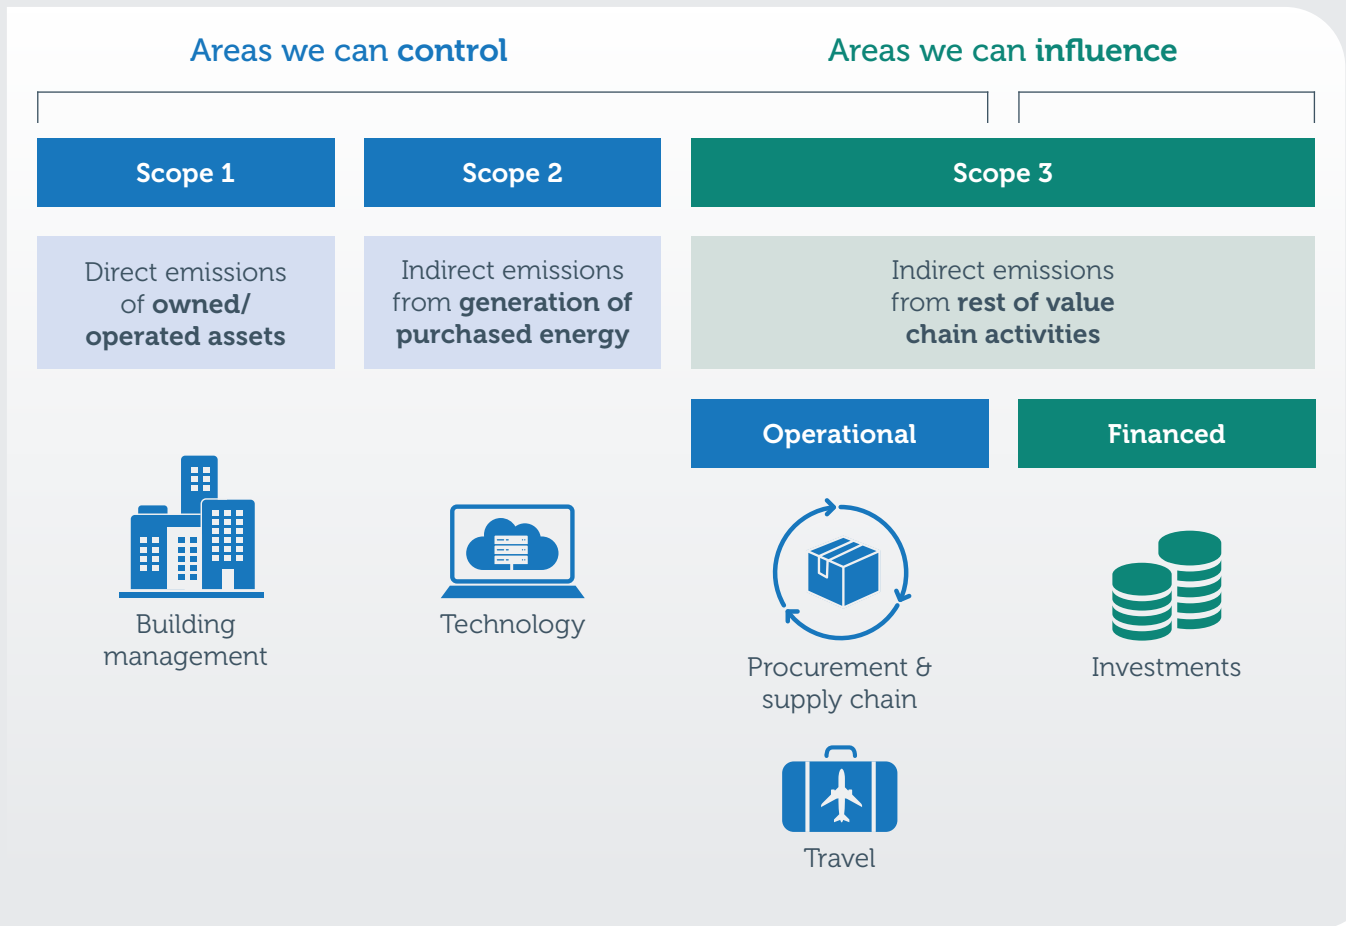 Areas we can control
Areas we can influence
Scope 1
Scope 2
Scope 3
Direct emissions
of owned/
operated assets
Indirect emissions
from generation of
purchased energy
Indirect emissions
from rest of value
chain activities
Operational
Financed
Building
management
Technology
Procurement &
supply chain
Investments
Travel